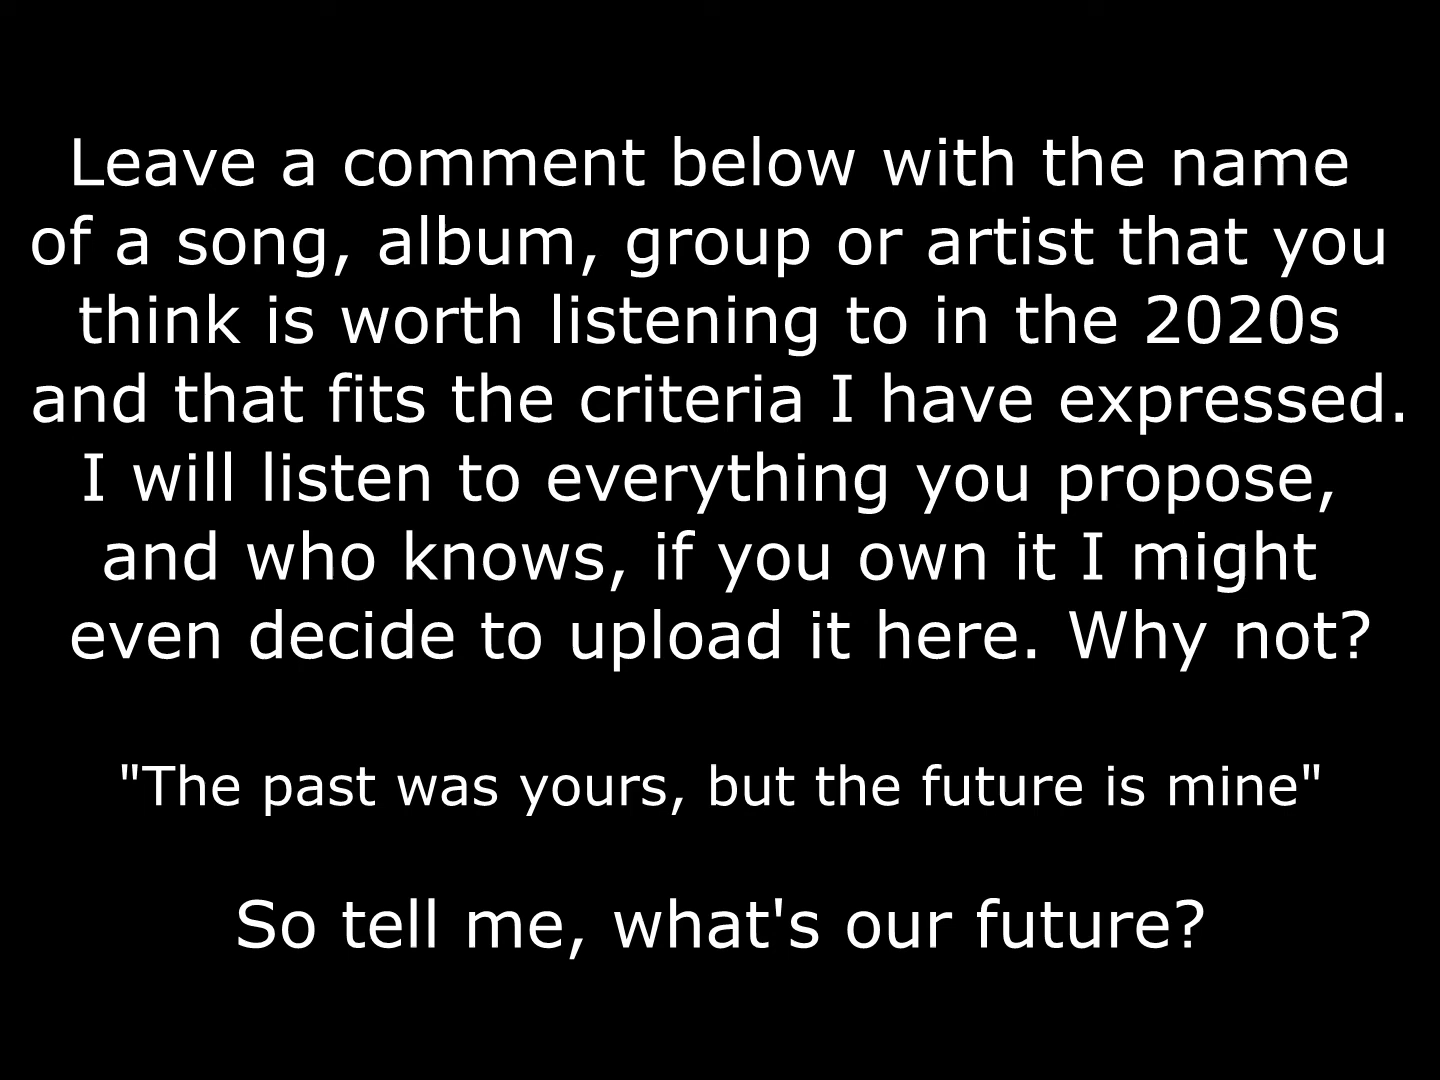 Leave a comment below with the name
of a song, album, group or artist that you
think is worth listening to in the 2020s
and that fits the criteria I have expressed.
I will listen to everything you propose,
and who knows, if you own it I might
even decide to upload it here. Why not?
"The past was yours, but the future is mine"
So tell me, what's our future?